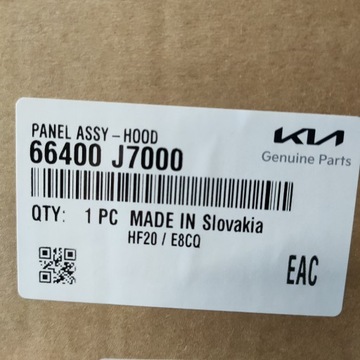 PANEL ASSY-HOOD
KIA
66400 J7000
Genuine Parts
QTY: 1 PC MADE IN Slovakia
HF20 / E8CQ
EAC